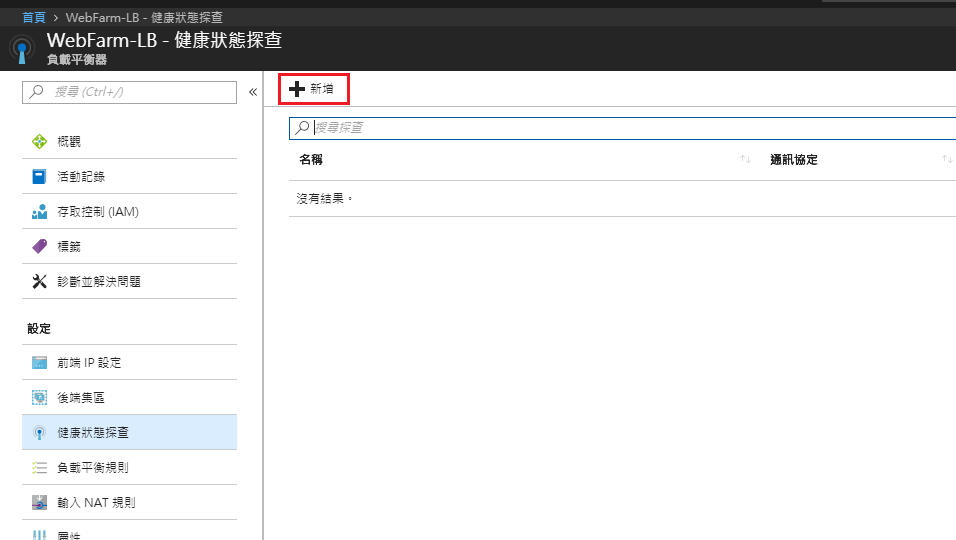 首頁 > WebFarm-LB - 健康狀態探查
WebFarm-LB - 健康狀態探查
負載平衡器
搜尋 (Ctrl+/)
«
概觀
活動記錄
存取控制 (IAM)
標籤
診斷並解決問題
設定
前端 IP 設定
後端集區
健康狀態探查
負載平衡規則
輸入 NAT 規則
屬性
新增
搜尋探查
名稱 ↑↓ 通訊協定 ↑↓
沒有結果。